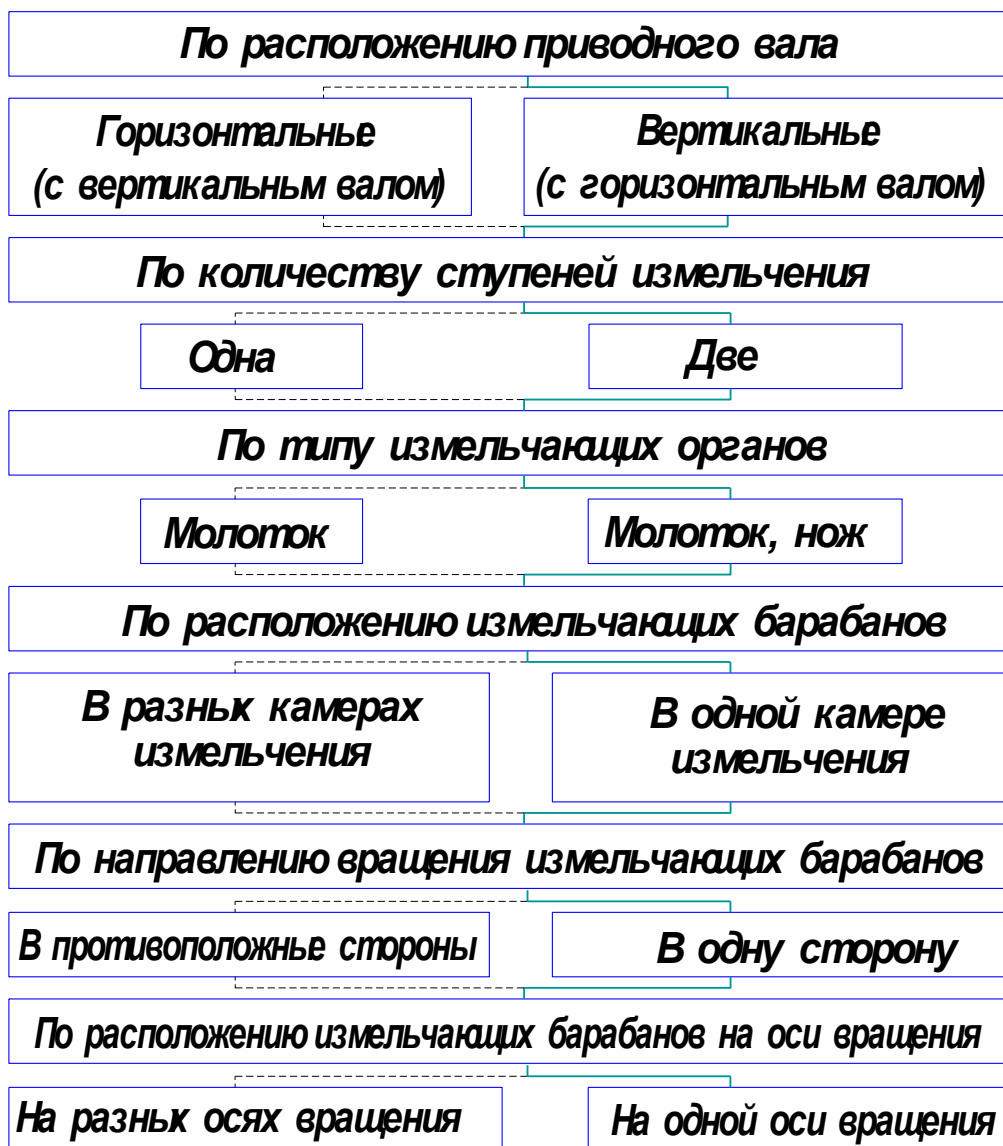 По расположению приводного вала
Горизонтальные
(с вертикальным валом)
Вертикальные
(с горизонтальным валом)
По количеству ступеней измельчения
Одна
Две
По типу измельчающих органов
Молоток
Молоток, нож
По расположению измельчающих барабанов
В разных камерах
измельчения
В одной камере
измельчения
По направлению вращения измельчающих барабанов
В противоположные стороны
В одну сторону
По расположению измельчающих барабанов на оси вращения
На разных осях вращения
На одной оси вращения